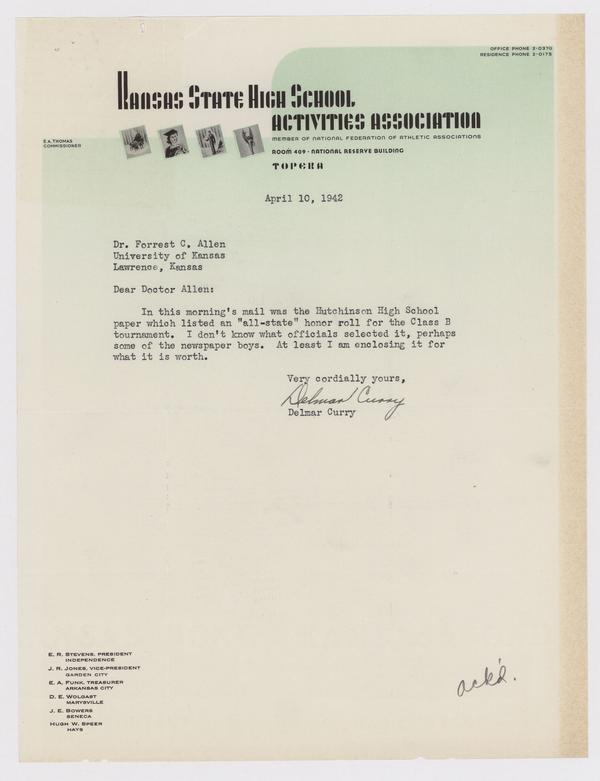 OFFICE PHONE 2-0370
RESIDENCE PHONE 2-0175
KANSAS STATE HIGH SCHOOL
ACTIVITIES ASSOCIATION
MEMBER OF NATIONAL FEDERATION OF ATHLETIC ASSOCIATIONS
E. A. THOMAS
COMMISSIONER
ROOM 409 · NATIONAL RESERVE BUILDING
TOPEKA
April 10, 1942
Dr. Forrest C. Allen
University of Kansas
Lawrence, Kansas
Dear Doctor Allen:
In this morning's mail was the Hutchinson High School
paper which listed an "all-state" honor roll for the Class B
tournament. I don't know what officials selected it, perhaps
some of the newspaper boys. At least I am enclosing it for
what it is worth.
Very cordially yours,
Delmar Curry
Delmar Curry
E. R. STEVENS, PRESIDENT
INDEPENDENCE
J. R. JONES, VICE-PRESIDENT
GARDEN CITY
E. A. FUNK, TREASURER
ARKANSAS CITY
D. E. WOLGAST
MARYSVILLE
J. E. BOWERS
SENECA
HUGH W. SPEER
HAYS
ack'd.